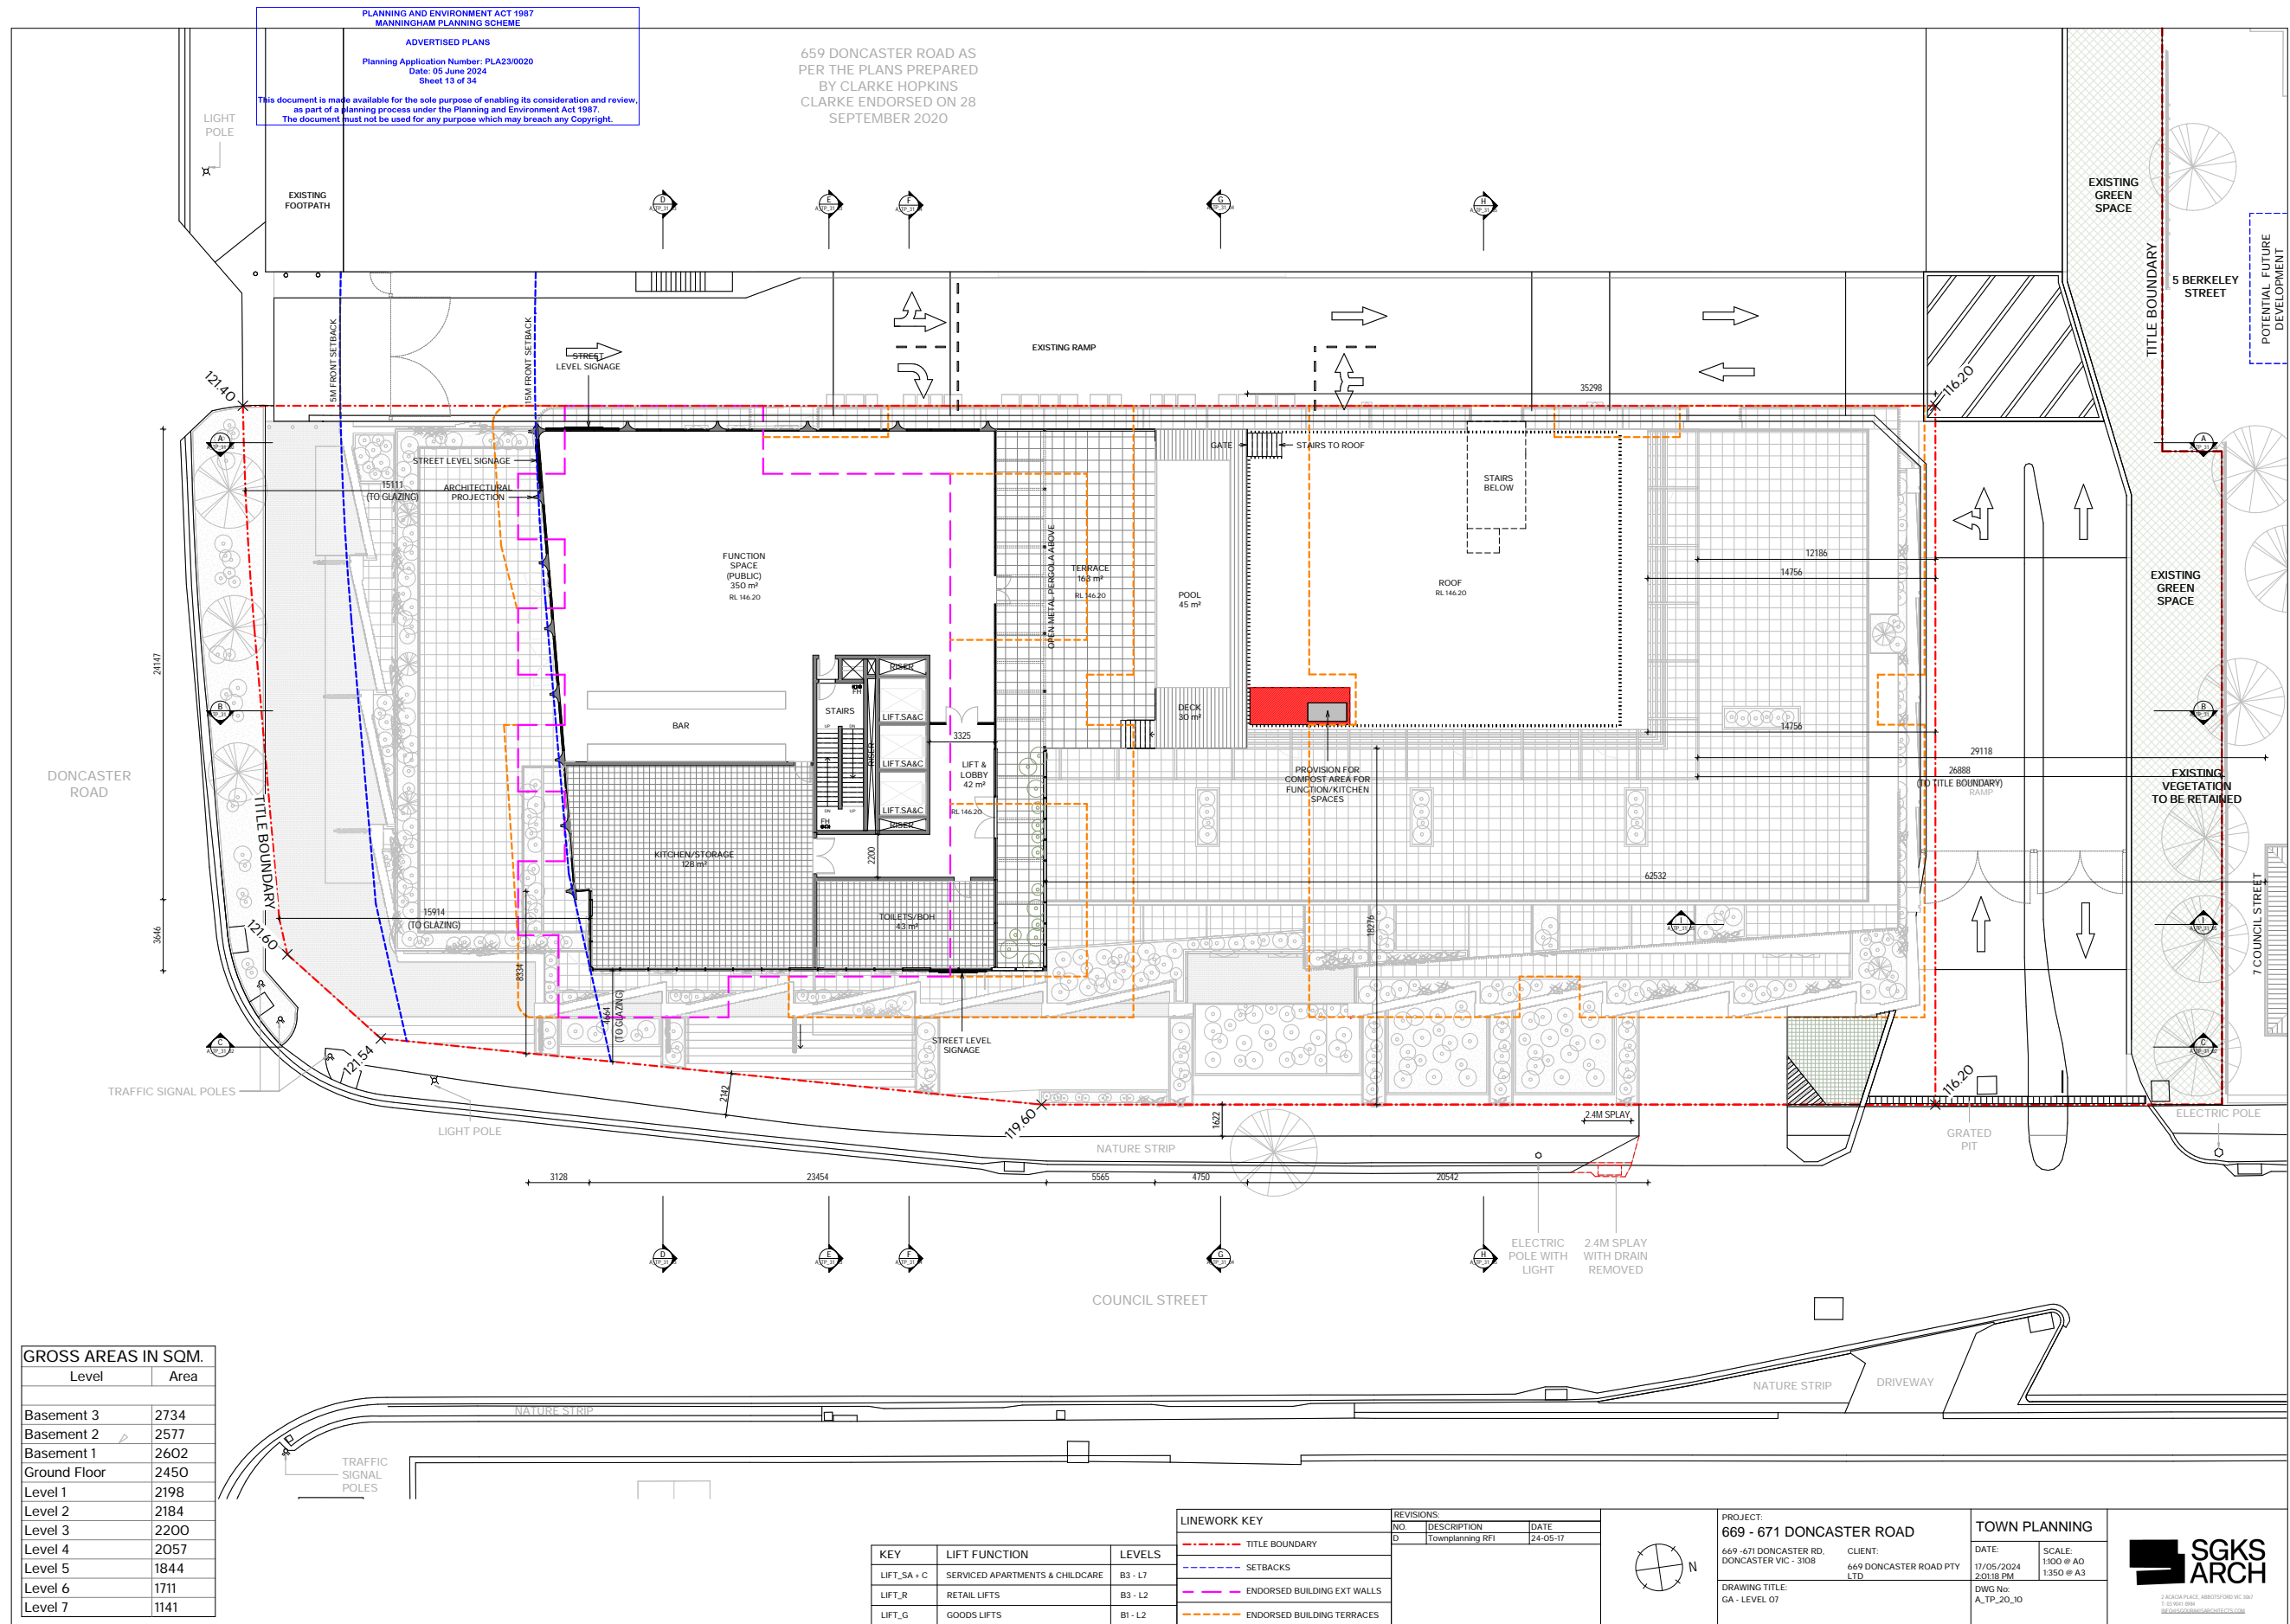 PLANNING AND ENVIRONMENT ACT 1987
MANNINGHAM PLANNING SCHEME
ADVERTISED PLANS
Planning Application Number: PLA23/0020
Date: 05 June 2024
Sheet 13 of 34
This document is made available for the sole purpose of enabling its consideration and review,
as part of a planning process under the Planning and Environment Act 1987.
The document must not be used for any purpose which may breach any Copyright.
659 DONCASTER ROAD AS
PER THE PLANS PREPARED
BY CLARKE HOPKINS
CLARKE ENDORSED ON 28
SEPTEMBER 2020
LIGHT
POLE
EXISTING
FOOTPATH
D
E
F
G
H
EXISTING
GREEN
SPACE
TITLE BOUNDARY
5 BERKELEY
STREET
POTENTIAL FUTURE
DEVELOPMENT
5M FRONT SETBACK
15M FRONT SETBACK
STREET
LEVEL SIGNAGE
EXISTING RAMP
35298
121.40
116.20
A
STREET LEVEL SIGNAGE
15111
(TO GLAZING)
ARCHITECTURAL
PROJECTION
GATE
STAIRS TO ROOF
STAIRS
BELOW
A
FUNCTION
SPACE
(PUBLIC)
350 m²
RL 146.20
OPEN METAL PERGOLA ABOVE
TERRACE
163 m²
RL 146.20
POOL
45 m²
ROOF
RL 146.20
12186
14756
EXISTING
GREEN
SPACE
24147
B
RISER
FH
STAIRS
UP
DN
LIFT.SA&C
BAR
RISER
LIFT.SA&C
3325
DECK
30 m²
LIFT &
LOBBY
42 m²
RL 146.20
LIFT.SA&C
RISER
DN
UP
FH
PROVISION FOR
COMPOST AREA FOR
FUNCTION/KITCHEN
SPACES
14756
B
29118
26888
(TO TITLE BOUNDARY)
RAMP
EXISTING
VEGETATION
TO BE RETAINED
DONCASTER
ROAD
TITLE BOUNDARY
KITCHEN/STORAGE
128 m²
2200
62532
7 COUNCIL STREET
15914
(TO GLAZING)
TOILETS/BOH
43 m²
18276
I
I
3646
121.60
8334
4664
(TO GLAZING)
STREET LEVEL
SIGNAGE
C
C
121.54
TRAFFIC SIGNAL POLES
LIGHT POLE
2142
119.60
1622
2.4M SPLAY
116.20
ELECTRIC POLE
GRATED
PIT
NATURE STRIP
3128
23454
5565
4750
20542
D
E
F
G
H
ELECTRIC
POLE WITH
LIGHT
2.4M SPLAY
WITH DRAIN
REMOVED
COUNCIL STREET
NATURE STRIP
NATURE STRIP
DRIVEWAY
TRAFFIC
SIGNAL
POLES
GROSS AREAS IN SQM.
Level Area
Basement 3 2734
Basement 2 2577
Basement 1 2602
Ground Floor 2450
Level 1 2198
Level 2 2184
Level 3 2200
Level 4 2057
Level 5 1844
Level 6 1711
Level 7 1141
KEY LIFT FUNCTION LEVELS
LIFT_SA + C SERVICED APARTMENTS & CHILDCARE B3 - L7
LIFT_R RETAIL LIFTS B3 - L2
LIFT_G GOODS LIFTS B1 - L2
LINEWORK KEY
TITLE BOUNDARY
SETBACKS
ENDORSED BUILDING EXT WALLS
ENDORSED BUILDING TERRACES
REVISIONS:
NO. DESCRIPTION DATE
D Townplanning RFI 24-05-17
N
PROJECT:
669 - 671 DONCASTER ROAD
669 -671 DONCASTER RD,
DONCASTER VIC - 3108
CLIENT:
669 DONCASTER ROAD PTY
LTD
DRAWING TITLE:
GA - LEVEL 07
TOWN PLANNING
DATE:
17/05/2024
2:01:18 PM
SCALE:
1:100 @ A0
1:350 @ A3
DWG No:
A_TP_20_10
SGKS
ARCH